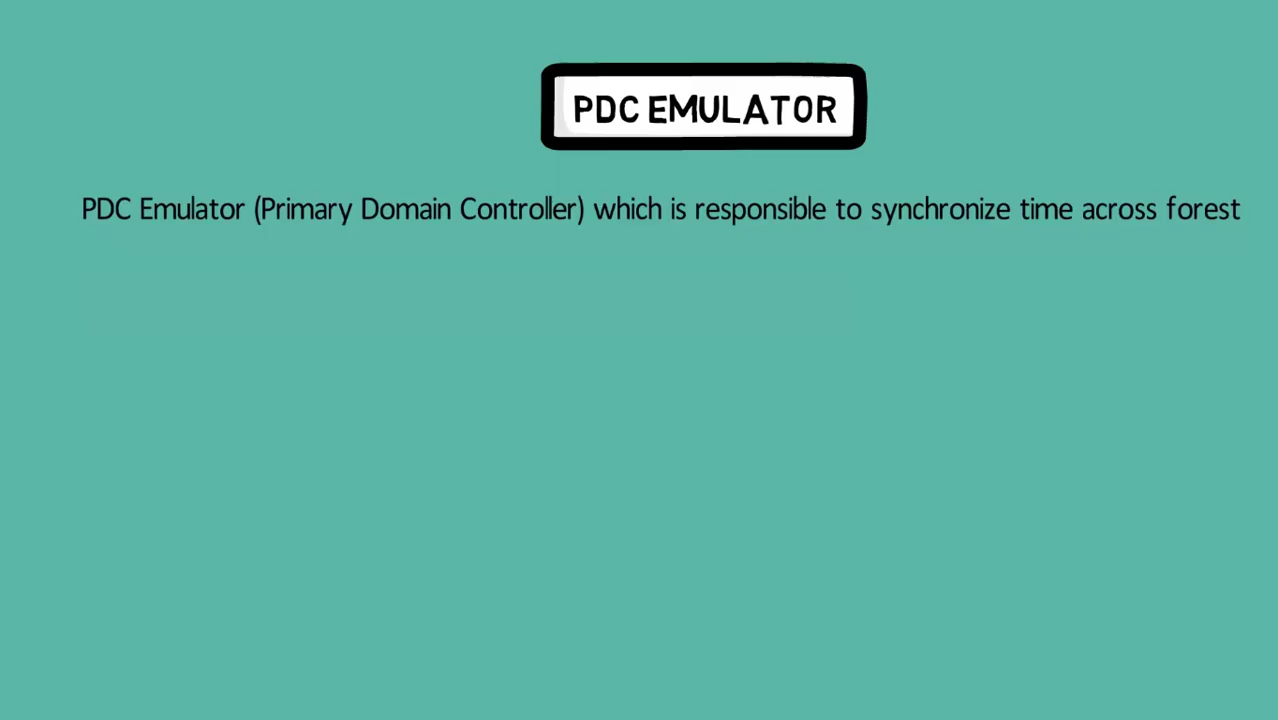 PDC EMULATOR
PDC Emulator (Primary Domain Controller) which is responsible to synchronize time across forest